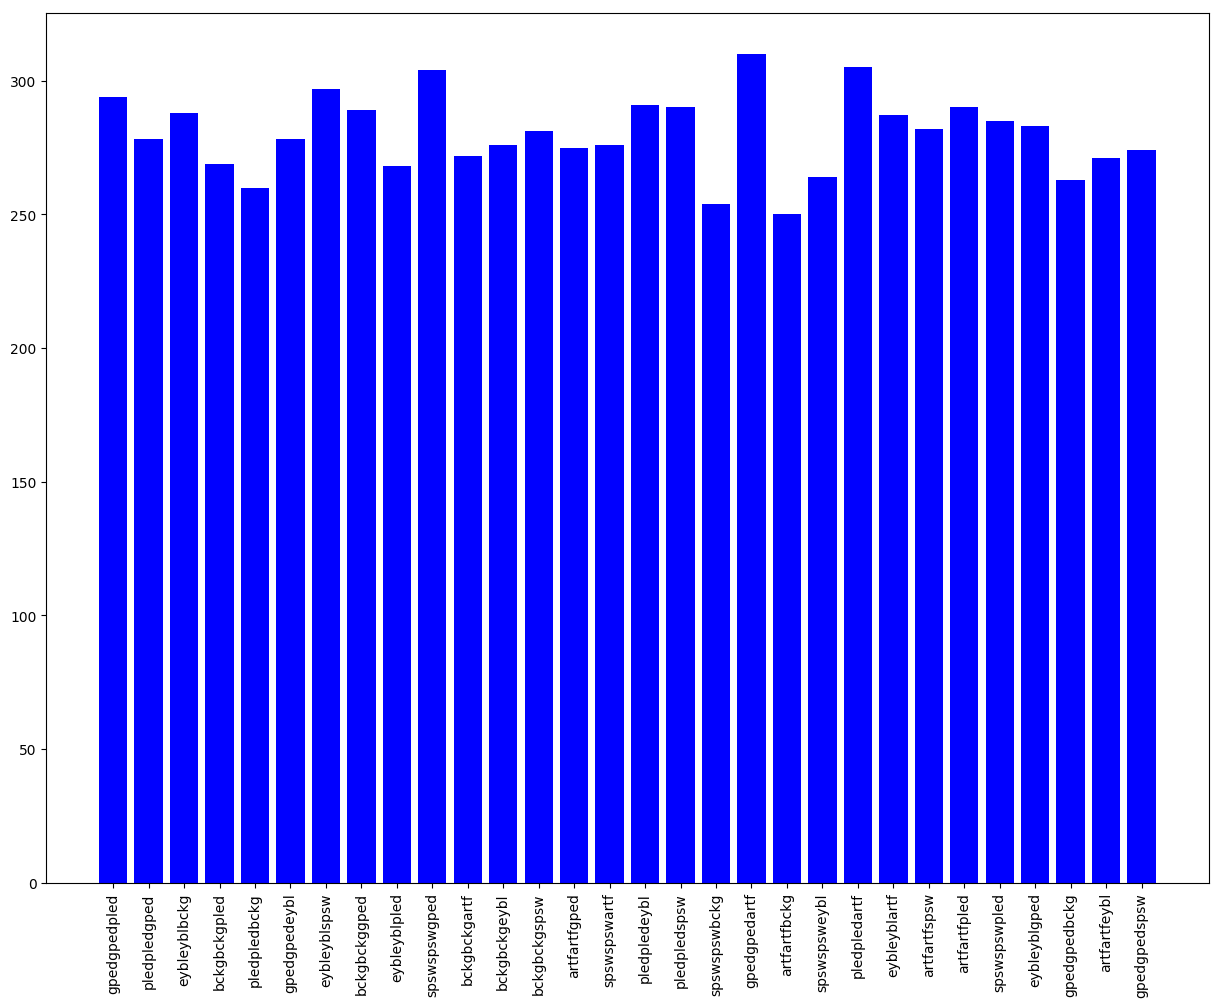 300
250
200
150
100
50
0
gpedgpedpled
pledpledgped
eybleyblbckg
bckgbckgpled
pledpledbckg
gpedgpedeybl
eybleyblspsw
bckgbckggped
eybleyblpled
spswspswgped
bckgbckgartf
bckgbckgeybl
bckgbckgspsw
artfartfgped
spswspswartf
pledpledeybl
pledpledspsw
spswspswbckg
gpedgpedartf
artfartfbckg
spswspsweybl
pledpledartf
eybleyblartf
artfartfspsw
artfartfpled
spswspswpled
eybleyblgped
gpedgpedbckg
artfartfeybl
gpedgpedspsw